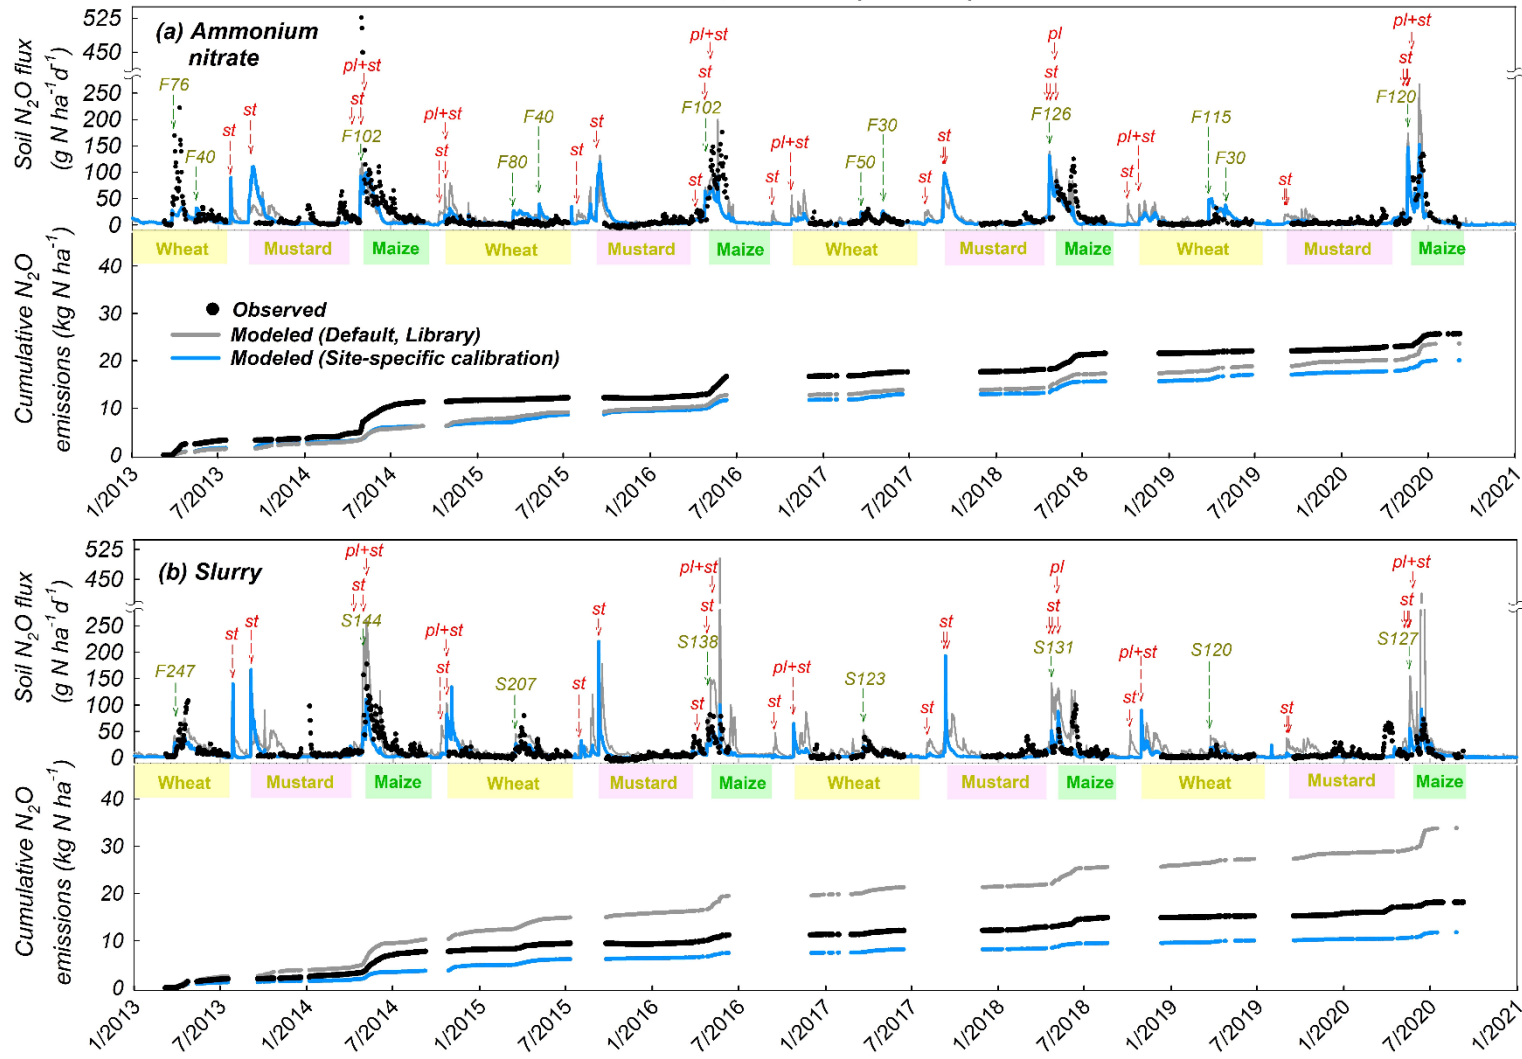 (a) Ammonium
nitrate
Soil N₂O flux
(g N ha⁻¹d⁻¹)
525
450
250
200
150
100
50
0
F76
F40
st
st
pl+st
st
F102
pl+st
st
F80
F40
st
st
pl+st
st
F102
st
st
pl+st
F50
F30
st
st
pl
st
F126
st
pl+st
F115
F30
st
pl+st
st
F120
Wheat
Mustard
Maize
Wheat
Mustard
Maize
Wheat
Mustard
Maize
Wheat
Mustard
Maize
Cumulative N₂O
emissions (kg N ha⁻¹)
40
30
20
10
0
Observed
Modeled (Default, Library)
Modeled (Site-specific calibration)
1/2013
7/2013
1/2014
7/2014
1/2015
7/2015
1/2016
7/2016
1/2017
7/2017
1/2018
7/2018
1/2019
7/2019
1/2020
7/2020
1/2021
(b) Slurry
Soil N₂O flux
(g N ha⁻¹d⁻¹)
525
450
250
200
150
100
50
0
F247
st
st
pl+st
st
S144
pl+st
st
S207
st
st
pl+st
st
S138
st
st
pl+st
S123
st
st
pl
st
S131
st
pl+st
S120
st
pl+st
st
S127
Wheat
Mustard
Maize
Wheat
Mustard
Maize
Wheat
Mustard
Maize
Wheat
Mustard
Maize
Cumulative N₂O
emissions (kg N ha⁻¹)
40
30
20
10
0
1/2013
7/2013
1/2014
7/2014
1/2015
7/2015
1/2016
7/2016
1/2017
7/2017
1/2018
7/2018
1/2019
7/2019
1/2020
7/2020
1/2021